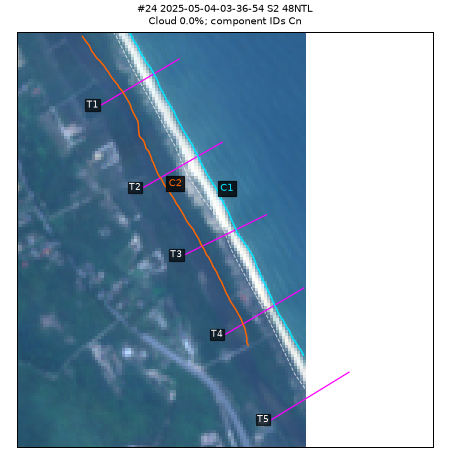 #24 2025-05-04-03-36-54 S2 48NTL
Cloud 0.0%; component IDs Cn
T1
T2
C2
C1
T3
T4
T5